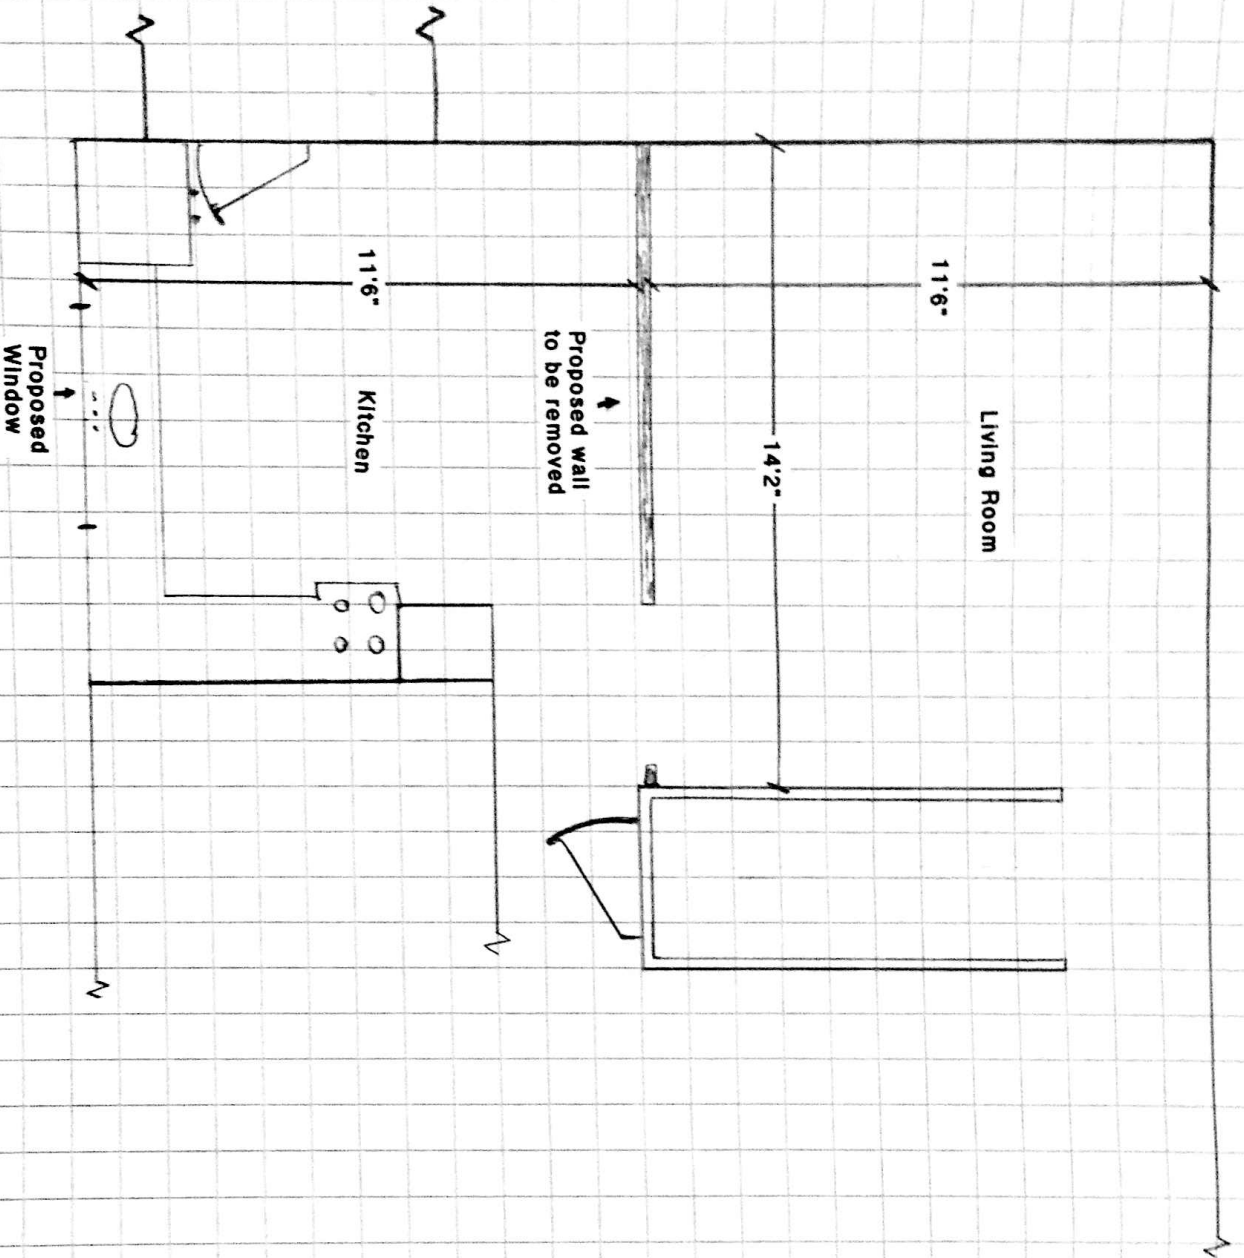 Living Room
11'6"
14'2"
Proposed wall
to be removed
11'6"
Kitchen
Proposed
Window